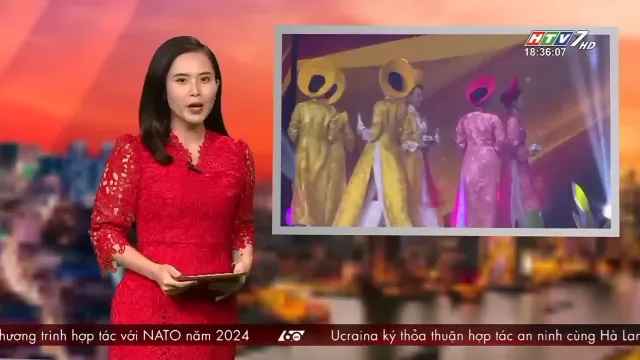 HTV7 HD
18:36:07
hương trình hợp tác với NATO năm 2024
Ucraina ký thỏa thuận hợp tác an ninh cùng Hà Lan